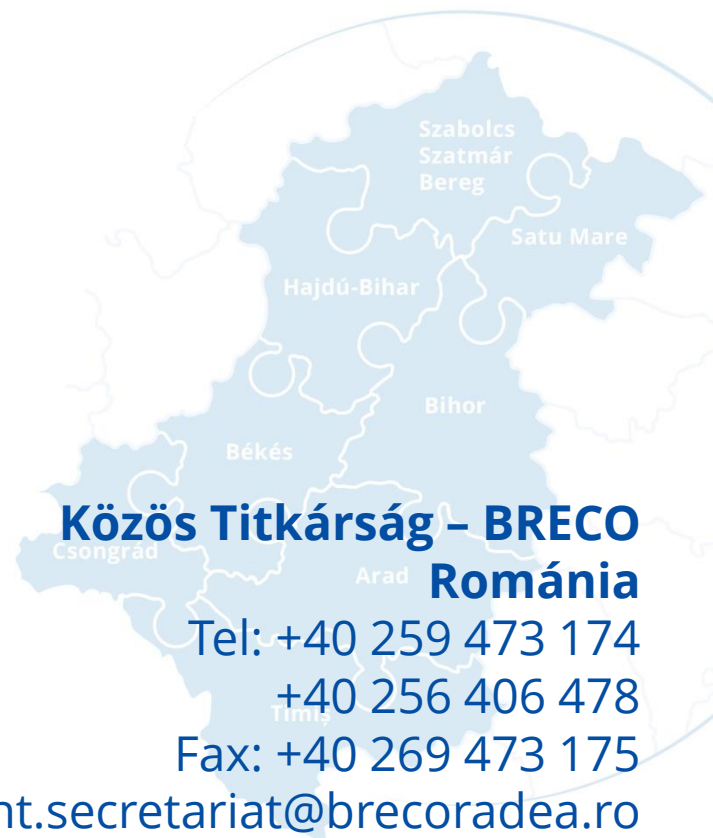 Szabolcs
Szatmár
Bereg
Satu Mare
Hajdú-Bihar
Bihor
Békés
Közös Titkárság – BRECO
Csongrád
Románia
Arad
Tel: +40 259 473 174
+40 256 406 478
Timiș
Fax: +40 269 473 175
nt.secretariat@brecoradea.ro